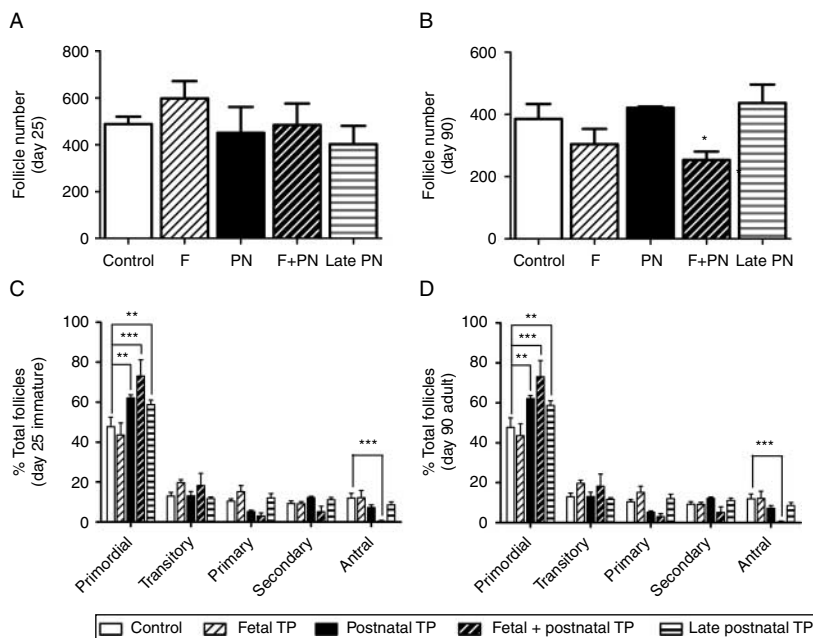 A
800
600
400
200
0
Follicle number
(day 25)
Control F PN F+PN Late PN
B
600
400
200
0
Follicle number
(day 90)
*
Control F PN F+PN Late PN
C
100
80
60
40
20
0
% Total follicles
(day 25 immature)
**
***
**
***
Primordial
Transitory
Primary
Secondary
Antral
D
100
80
60
40
20
0
% Total follicles
(day 90 adult)
**
***
**
***
Primordial
Transitory
Primary
Secondary
Antral
Control Fetal TP Postnatal TP Fetal + postnatal TP Late postnatal TP